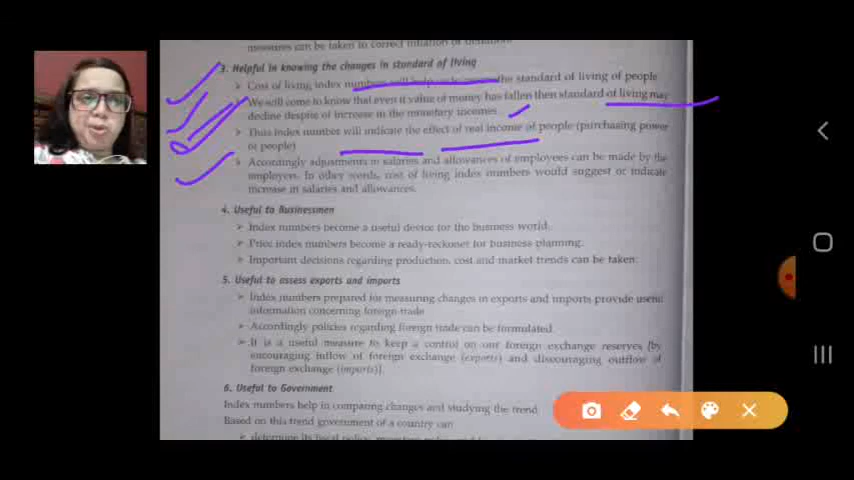 measures can be taken to correct inflation or
3. Helpful in knowing the changes in standard of living
➢ Cost of living index numbers will help the standard of living of people
➢ We will come to know that even if value of money has fallen then standard of living may
decline despite of increase in the monetary incomes
➢ Thus index number will indicate the effect of real income of people (purchasing power
of people)
➢ Accordingly adjustments in salaries and allowances of employees can be made by the
employers. In other words, cost of living index numbers would suggest or indicate
increase in salaries and allowances.
4. Useful to Businessmen
➢ Index numbers become a useful device for the business world.
➢ Price index numbers become a ready-reckoner for business planning.
➢ Important decisions regarding production, cost and market trends can be taken.
5. Useful to assess exports and imports
➢ Index numbers prepared for measuring changes in exports and imports provide useful
information concerning foreign trade
➢ Accordingly policies regarding foreign trade can be formulated.
➢ It is a useful measure to keep a control on our foreign exchange reserves [by
encouraging inflow of foreign exchange (exports) and discouraging outflow of
foreign exchange (imports)].
6. Useful to Government
Index numbers help in comparing changes and studying the trend
Based on this trend government of a country can
➢ determine its fiscal policy, monetary